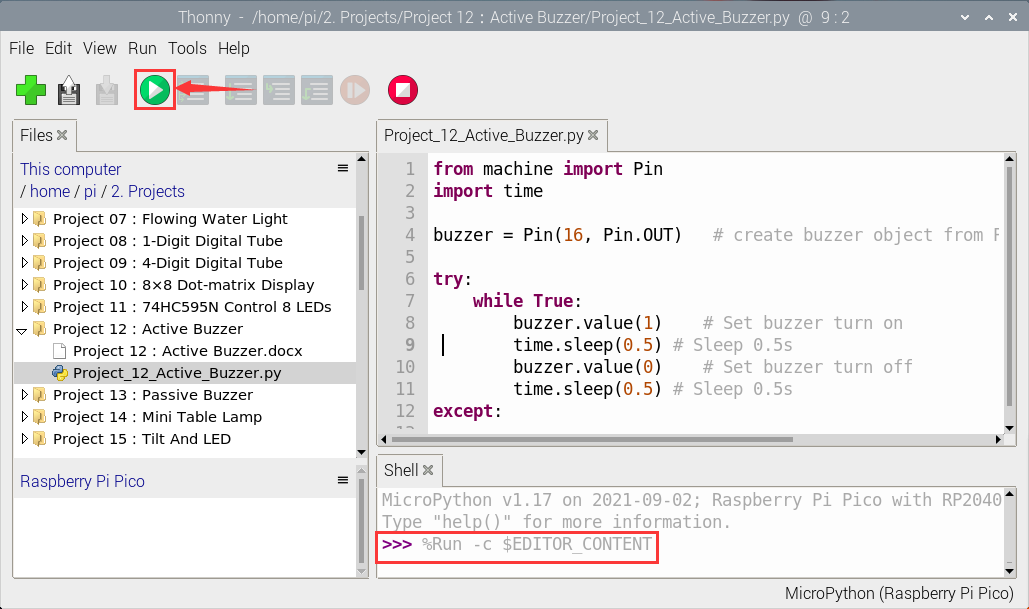 Thonny - /home/pi/2. Projects/Project 12 : Active Buzzer/Project_12_Active_Buzzer.py @ 9 : 2
File Edit View Run Tools Help
Files
This computer
/ home / pi / 2. Projects
Project 07 : Flowing Water Light
Project 08 : 1-Digit Digital Tube
Project 09 : 4-Digit Digital Tube
Project 10 : 8×8 Dot-matrix Display
Project 11 : 74HC595N Control 8 LEDs
Project 12 : Active Buzzer
Project 12 : Active Buzzer.docx
Project_12_Active_Buzzer.py
Project 13 : Passive Buzzer
Project 14 : Mini Table Lamp
Project 15 : Tilt And LED
Raspberry Pi Pico
Project_12_Active_Buzzer.py
1 from machine import Pin
2 import time
3
4 buzzer = Pin(16, Pin.OUT)   # create buzzer object from
5
6 try:
7     while True:
8         buzzer.value(1)    # Set buzzer turn on
9         time.sleep(0.5) # Sleep 0.5s
10         buzzer.value(0)    # Set buzzer turn off
11         time.sleep(0.5) # Sleep 0.5s
12 except:
Shell
MicroPython v1.17 on 2021-09-02; Raspberry Pi Pico with RP2040
Type "help()" for more information.
>>> %Run -c $EDITOR_CONTENT
MicroPython (Raspberry Pi Pico)